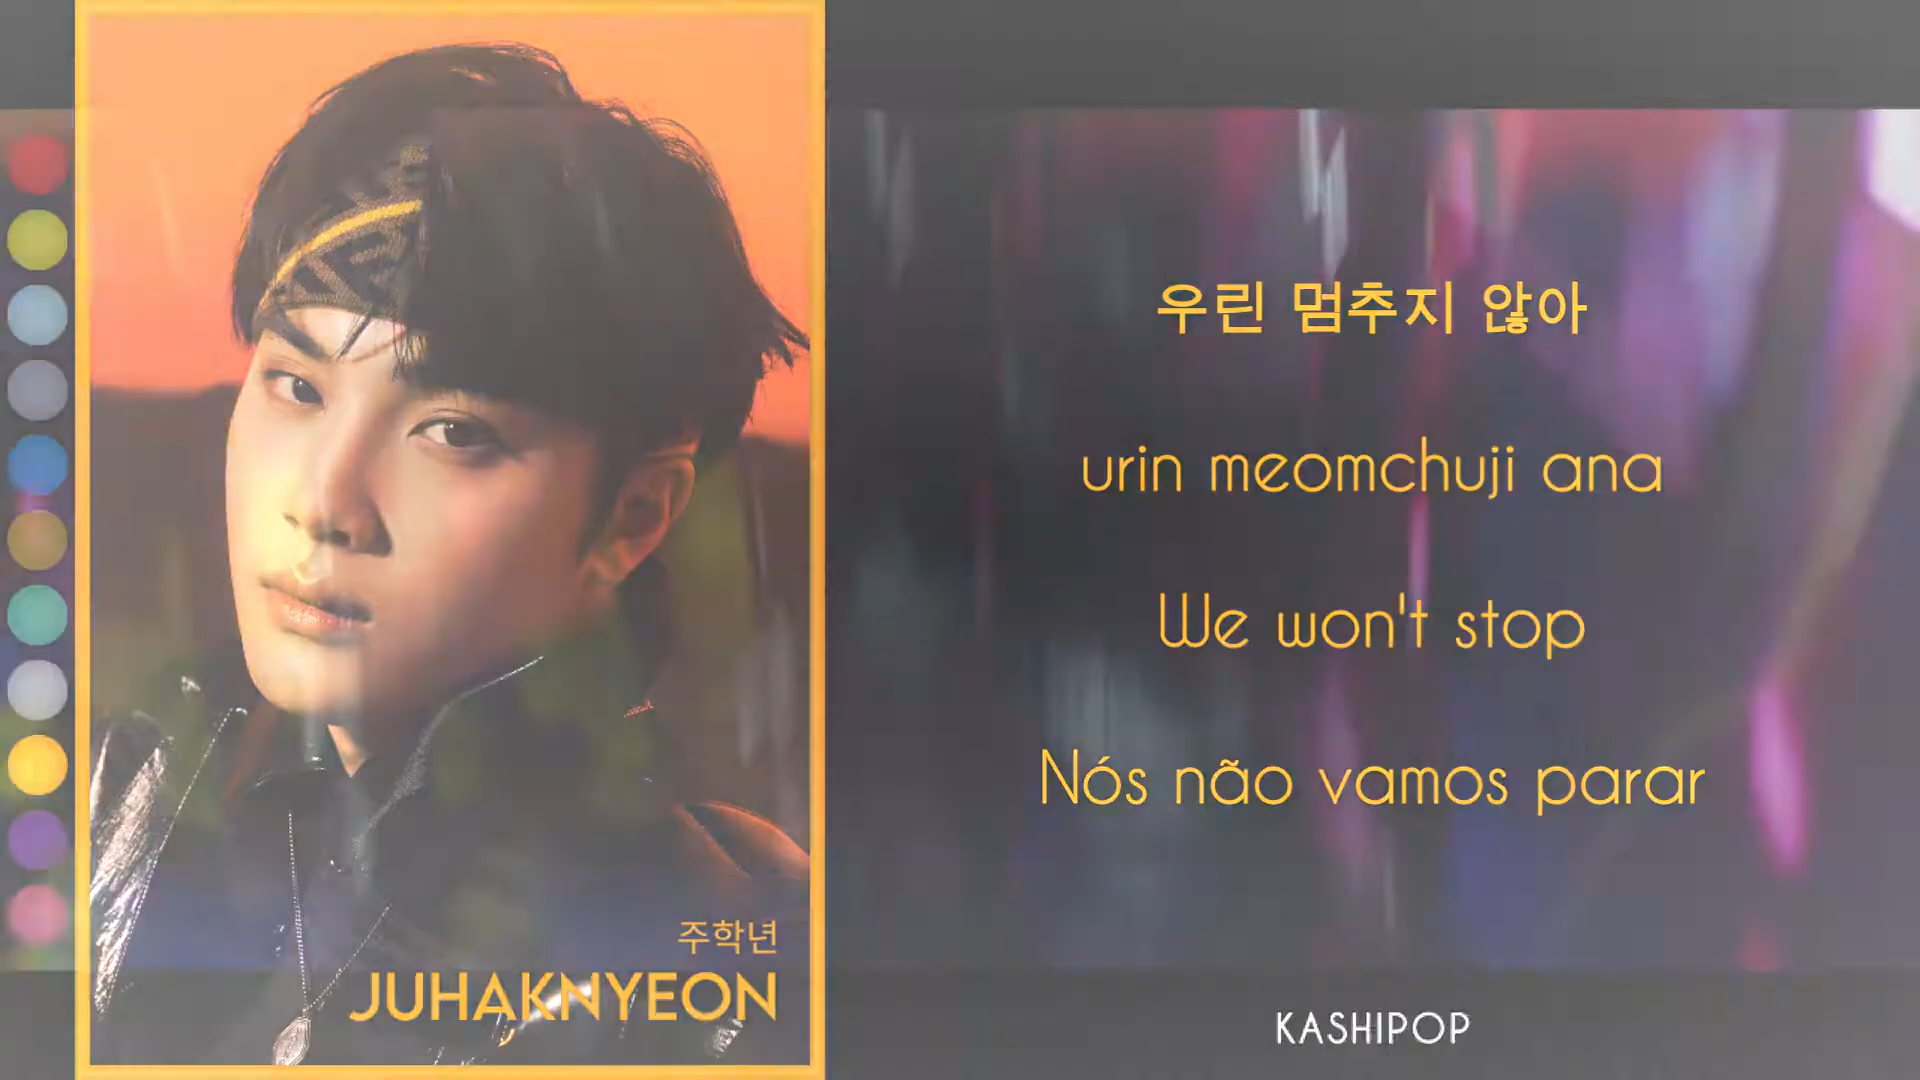 주학년
JUHAKNYEON
우린 멈추지 않아
urin meomchuji ana
We won't stop
Nós não vamos parar
KASHIPOP